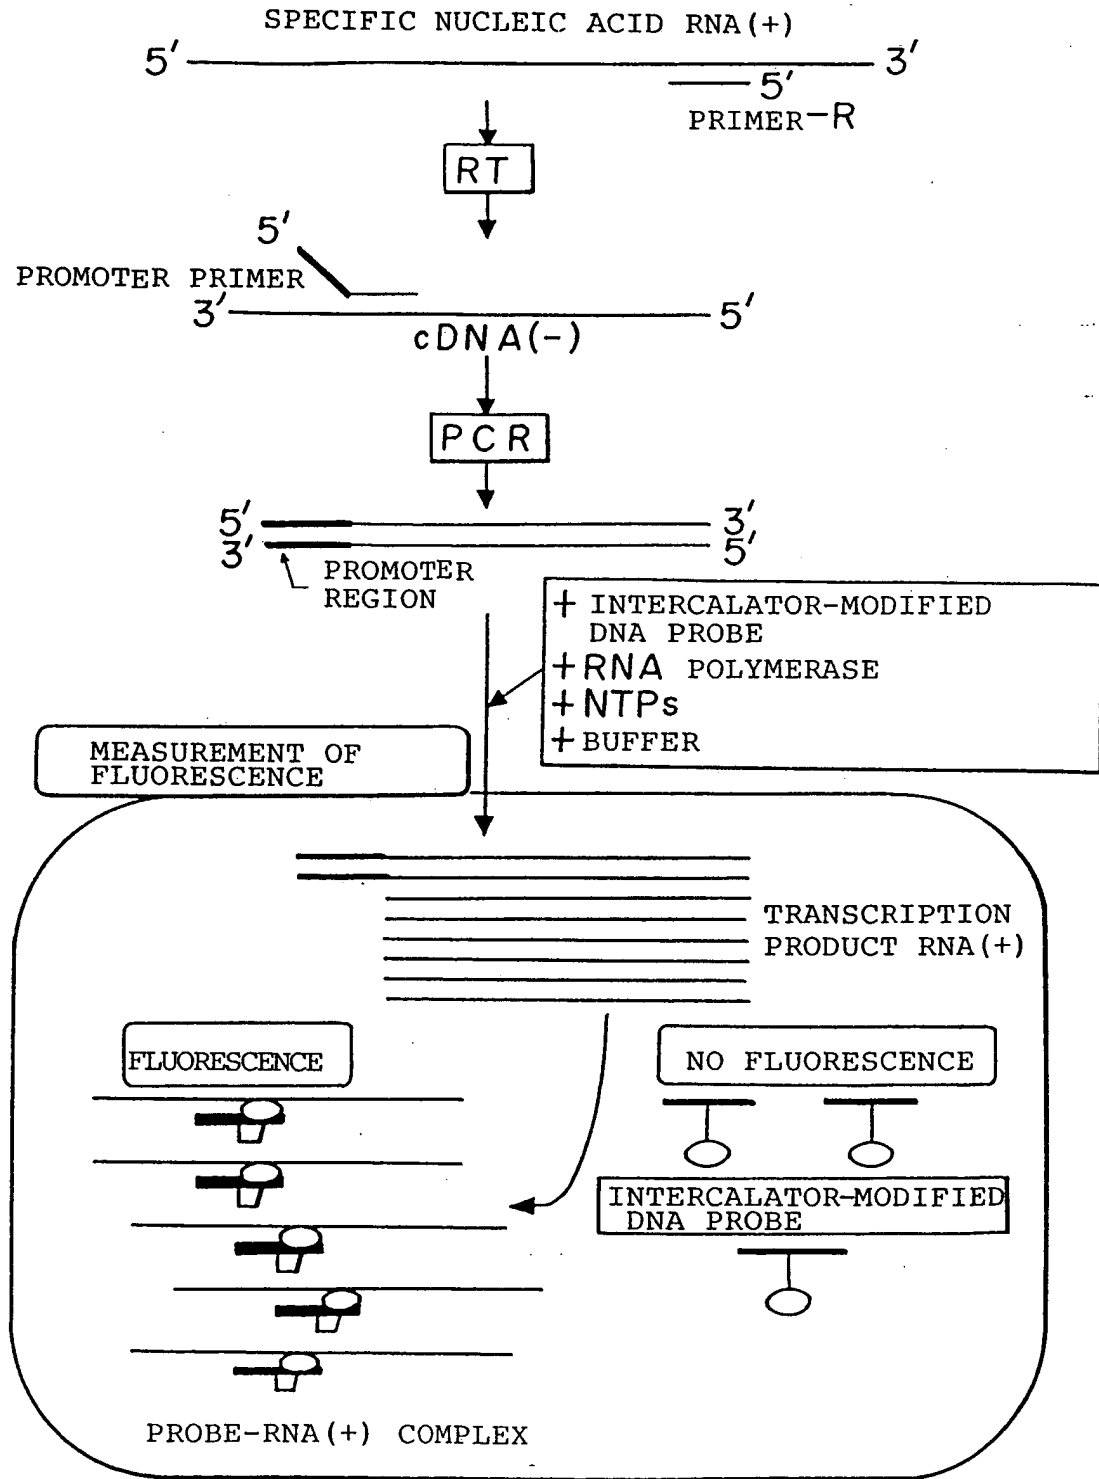 SPECIFIC NUCLEIC ACID RNA(+)
5' 3'
5'
PRIMER-R
RT
5'
PROMOTER PRIMER
3' 5'
cDNA(-)
PCR
5' 3'
3' 5'
PROMOTER
REGION
+ INTERCALATOR-MODIFIED
DNA PROBE
+ RNA POLYMERASE
+ NTPs
+ BUFFER
MEASUREMENT OF
FLUORESCENCE
TRANSCRIPTION
PRODUCT RNA(+)
FLUORESCENCE
NO FLUORESCENCE
INTERCALATOR-MODIFIED
DNA PROBE
PROBE-RNA(+) COMPLEX